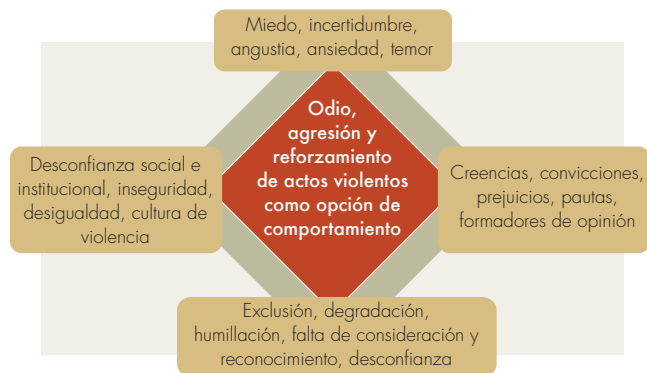 Miedo, incertidumbre,
angustia, ansiedad, temor
Odio,
agresión y
reforzamiento
de actos violentos
como opción de
comportamiento
Desconfianza social e
institucional, inseguridad,
desigualdad, cultura de
violencia
Creencias, convicciones,
prejuicios, pautas,
formadores de opinión
Exclusión, degradación,
humillación, falta de consideración y
reconocimiento, desconfianza